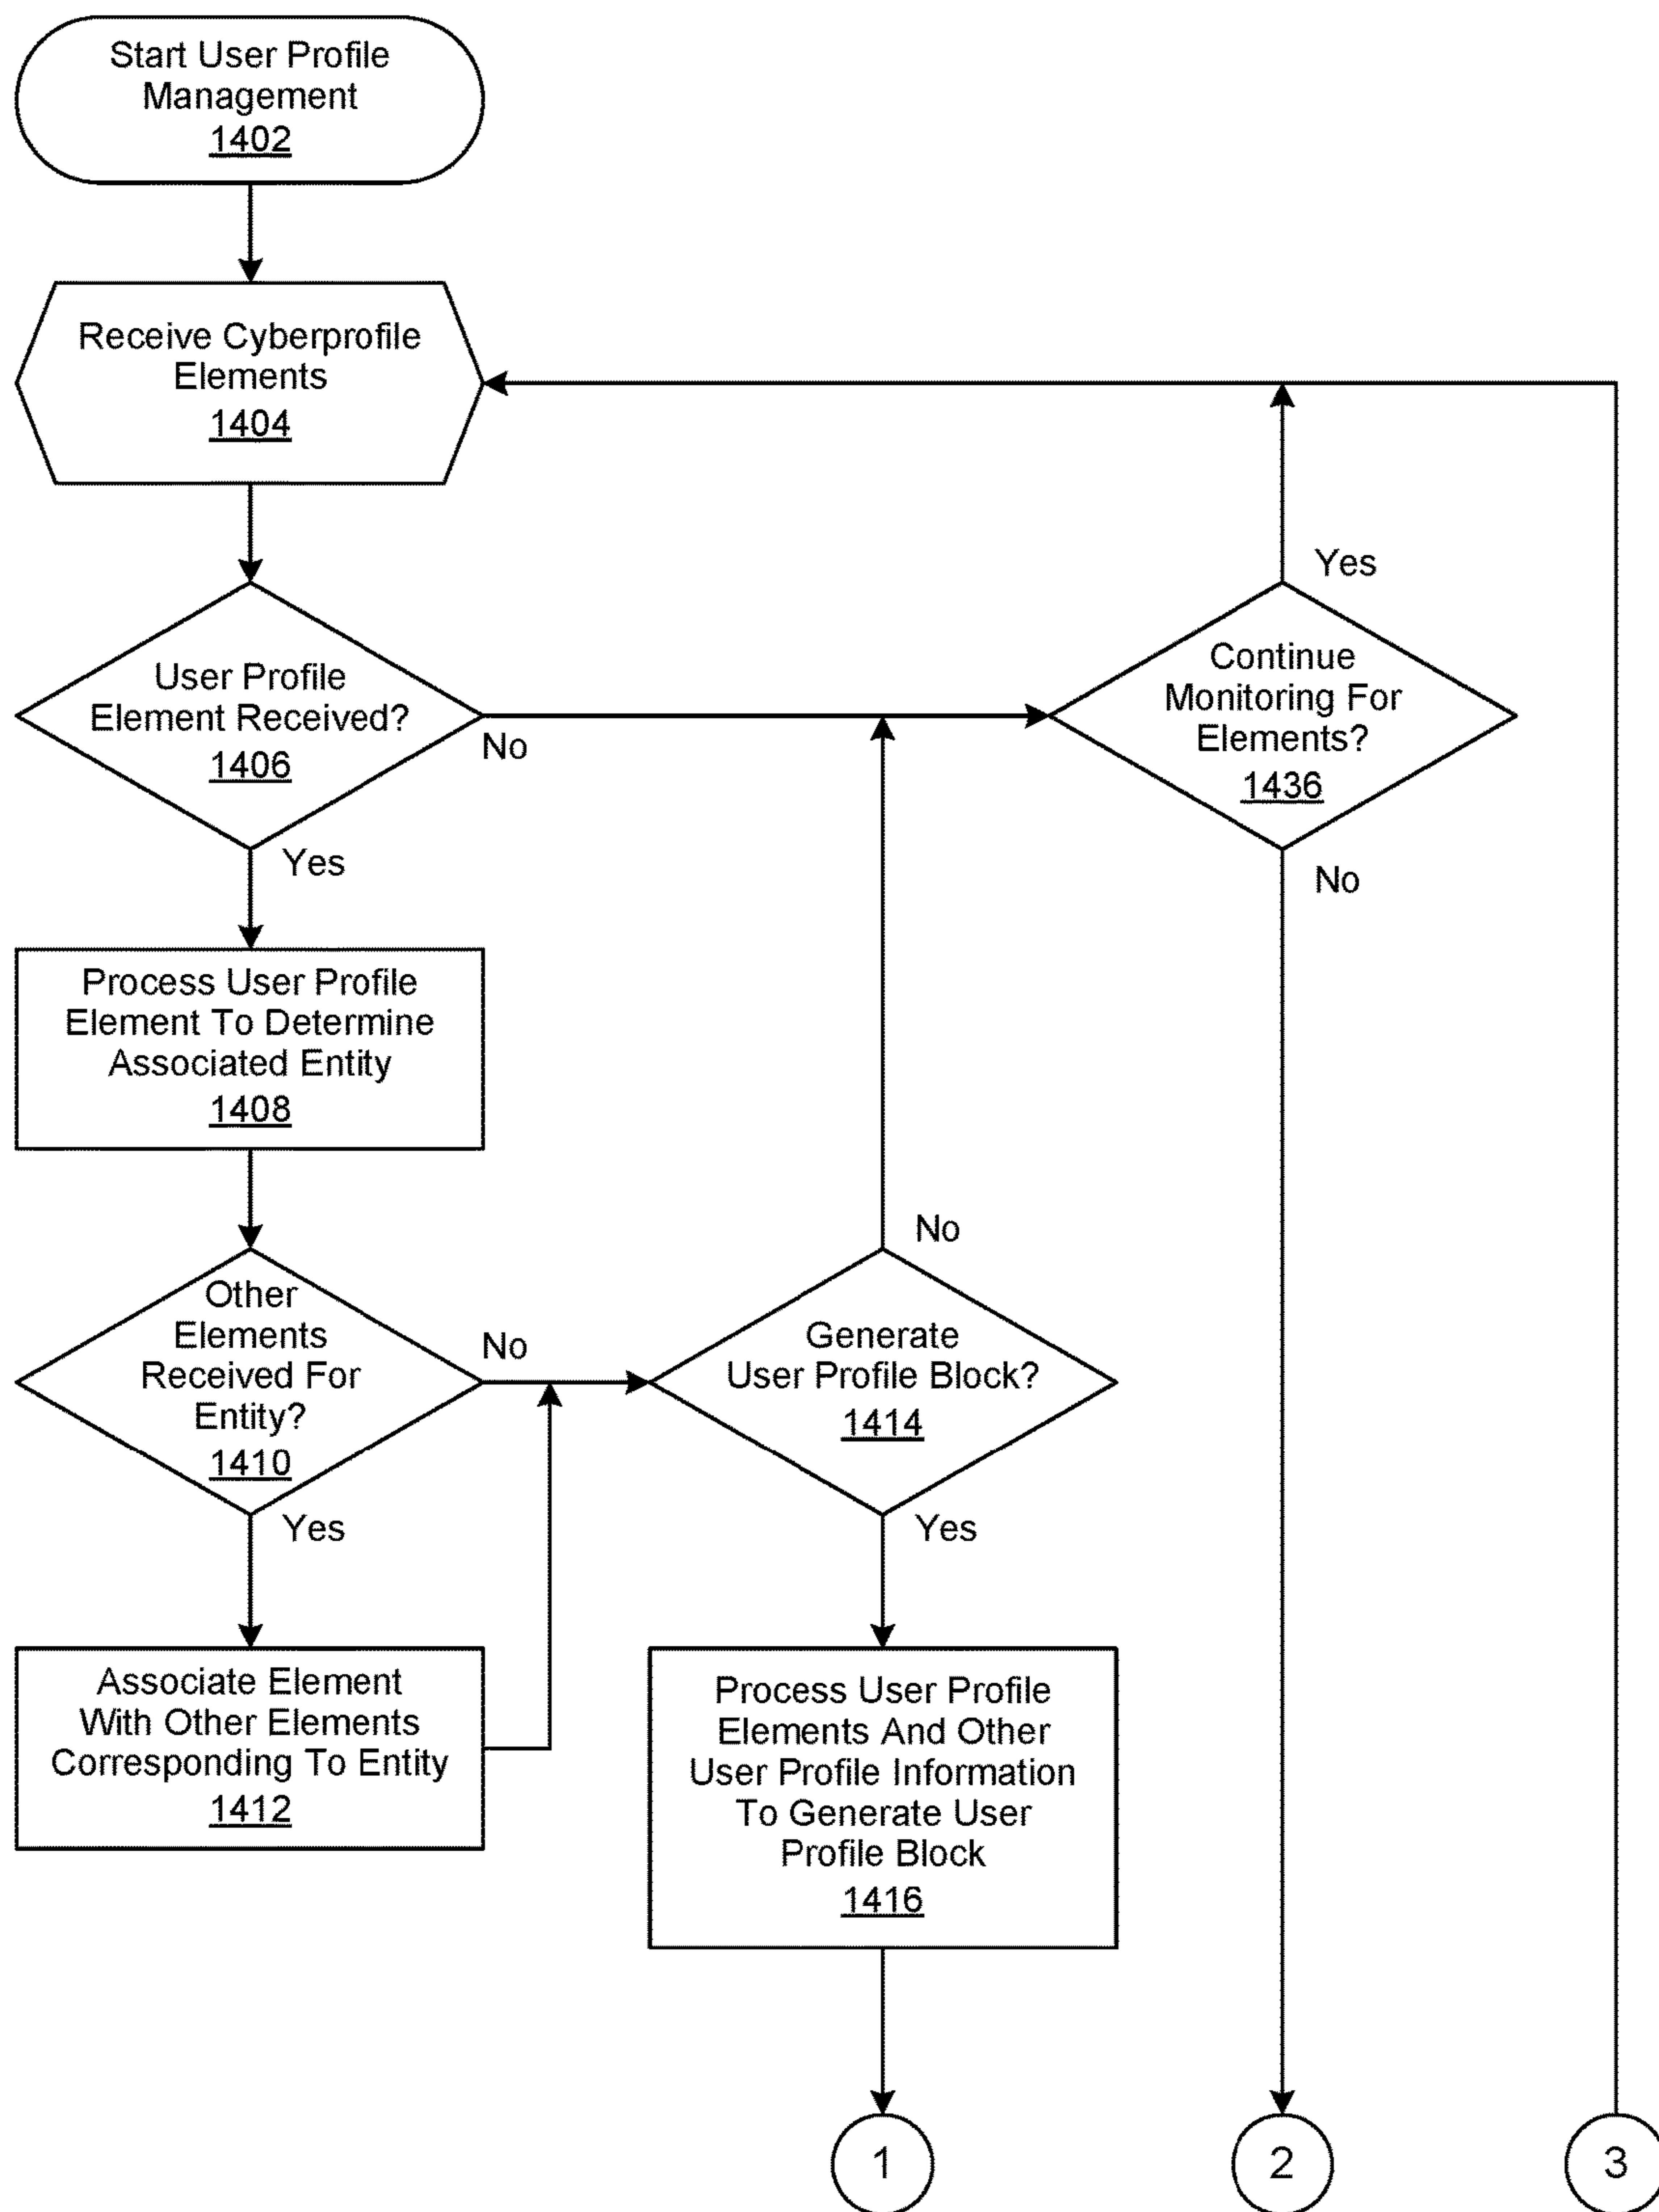 Start User Profile
Management
1402
Receive Cyberprofile
Elements
1404
User Profile
Element Received?
1406
No
Yes
Continue
Monitoring For
Elements?
1436
Yes
No
Process User Profile
Element To Determine
Associated Entity
1408
Other
Elements
Received For
Entity?
1410
No
Yes
Generate
User Profile Block?
1414
No
Yes
Associate Element
With Other Elements
Corresponding To Entity
1412
Process User Profile
Elements And Other
User Profile Information
To Generate User
Profile Block
1416
1
2
3